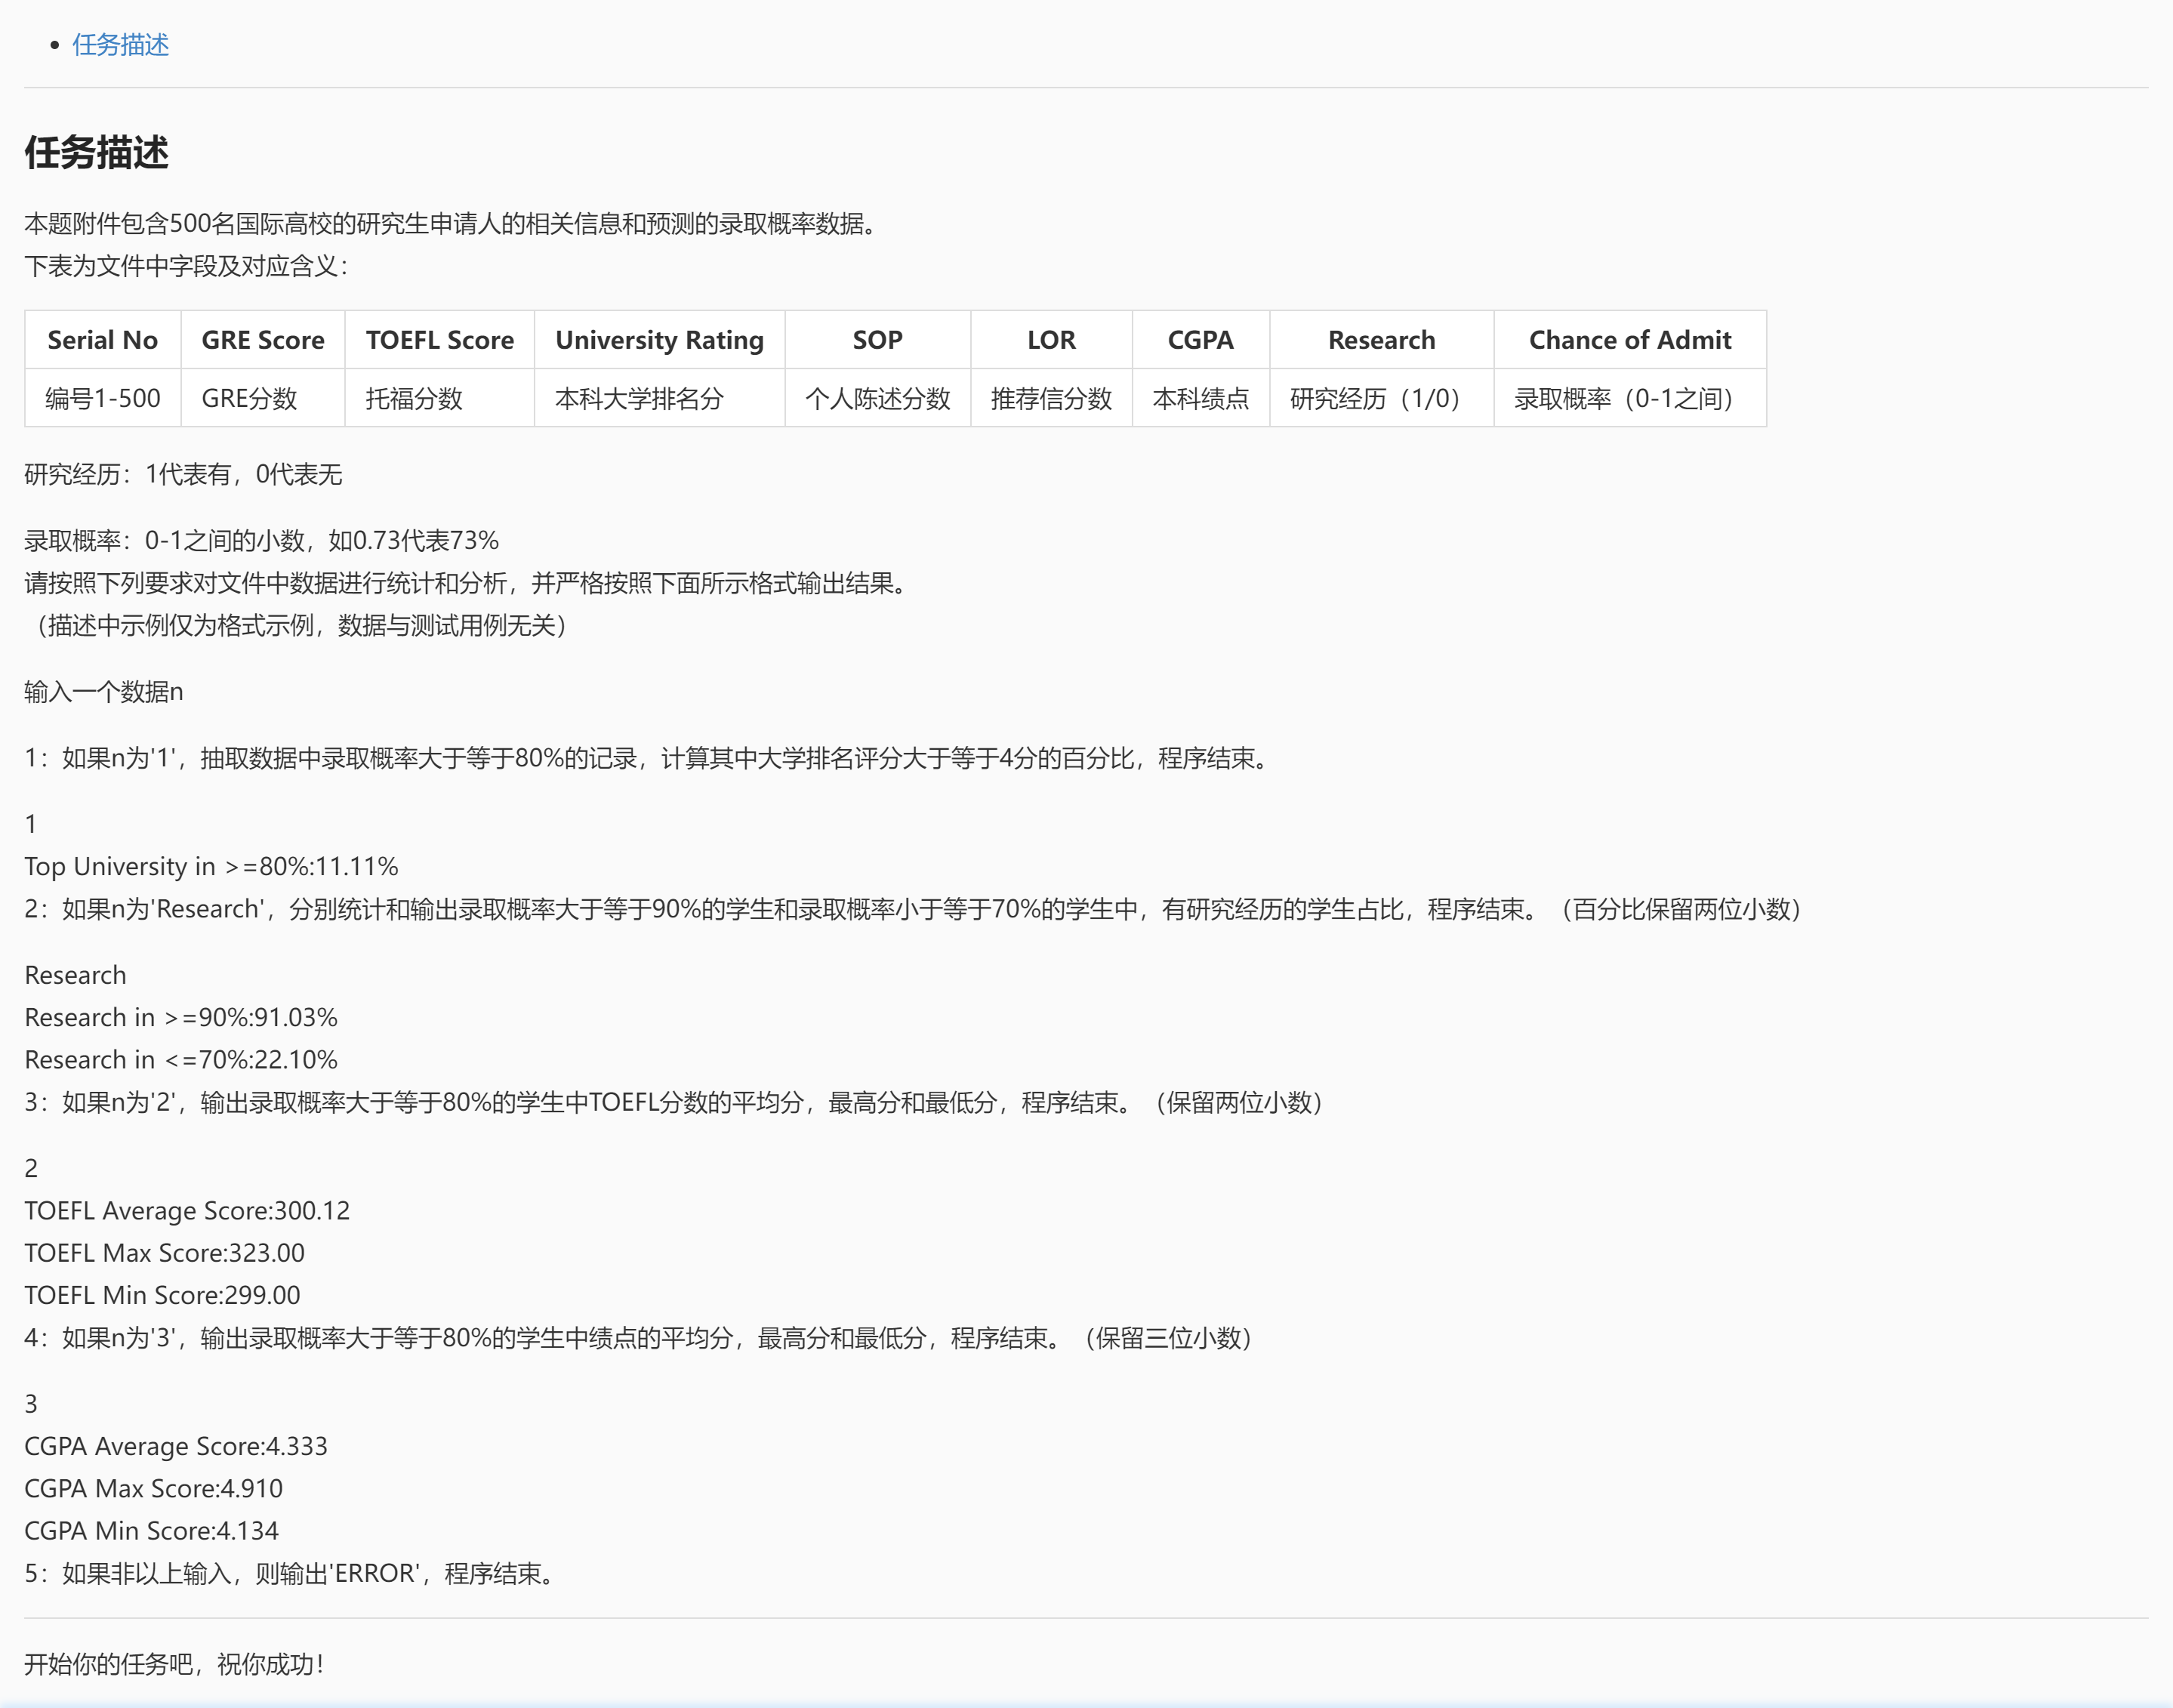 任务描述
任务描述
本题附件包含500名国际高校的研究生申请人的相关信息和预测的录取概率数据。
下表为文件中字段及对应含义：
Serial No GRE Score TOEFL Score University Rating SOP LOR CGPA Research Chance of Admit
编号1-500 GRE分数 托福分数 本科大学排名分 个人陈述分数 推荐信分数 本科绩点 研究经历（1/0） 录取概率（0-1之间）
研究经历：1代表有，0代表无
录取概率：0-1之间的小数，如0.73代表73%
请按照下列要求对文件中数据进行统计和分析，并严格按照下面所示格式输出结果。
（描述中示例仅为格式示例，数据与测试用例无关）
输入一个数据n
1：如果n为'1'，抽取数据中录取概率大于等于80%的记录，计算其中大学排名评分大于等于4分的百分比，程序结束。
1
Top University in >=80%:11.11%
2：如果n为'Research'，分别统计和输出录取概率大于等于90%的学生和录取概率小于等于70%的学生中，有研究经历的学生占比，程序结束。（百分比保留两位小数）
Research
Research in >=90%:91.03%
Research in <=70%:22.10%
3：如果n为'2'，输出录取概率大于等于80%的学生中TOEFL分数的平均分，最高分和最低分，程序结束。（保留两位小数）
2
TOEFL Average Score:300.12
TOEFL Max Score:323.00
TOEFL Min Score:299.00
4：如果n为'3'，输出录取概率大于等于80%的学生中绩点的平均分，最高分和最低分，程序结束。（保留三位小数）
3
CGPA Average Score:4.333
CGPA Max Score:4.910
CGPA Min Score:4.134
5：如果非以上输入，则输出'ERROR'，程序结束。
开始你的任务吧，祝你成功！